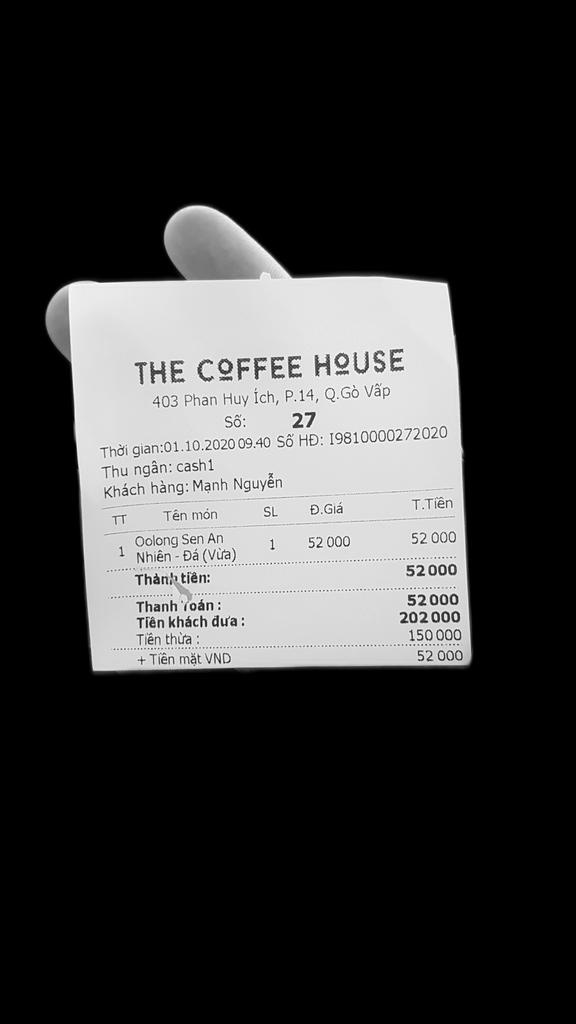 THE COFFEE HOUSE
403 Phan Huy Ích, P.14, Q.Gò Vấp
Số: 27
Thời gian:01.10.2020 09.40 Số HĐ: I9810000272020
Thu ngân: cash1
Khách hàng: Mạnh Nguyễn
TT Tên món SL Đ.Giá T.Tiền
1 Oolong Sen An Nhiên - Đá (Vừa) 1 52 000 52 000
Thành tiền: 52 000
Thanh Toán : 52 000
Tiền khách đưa : 202 000
Tiền thừa : 150 000
+ Tiền mặt VND 52 000